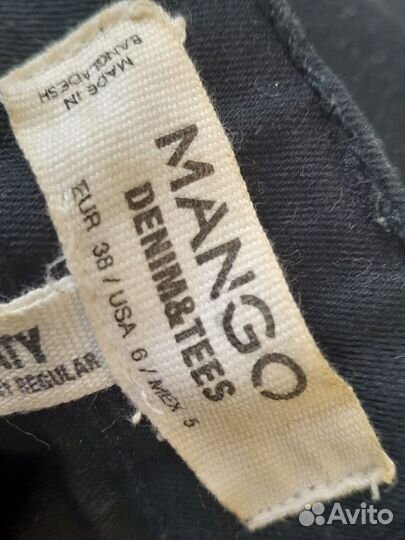 MADE IN
BANGLADESH
MANGO
DENIM&TEES
EUR 38 / USA 6 / MEX 5
REGULAR
Avito